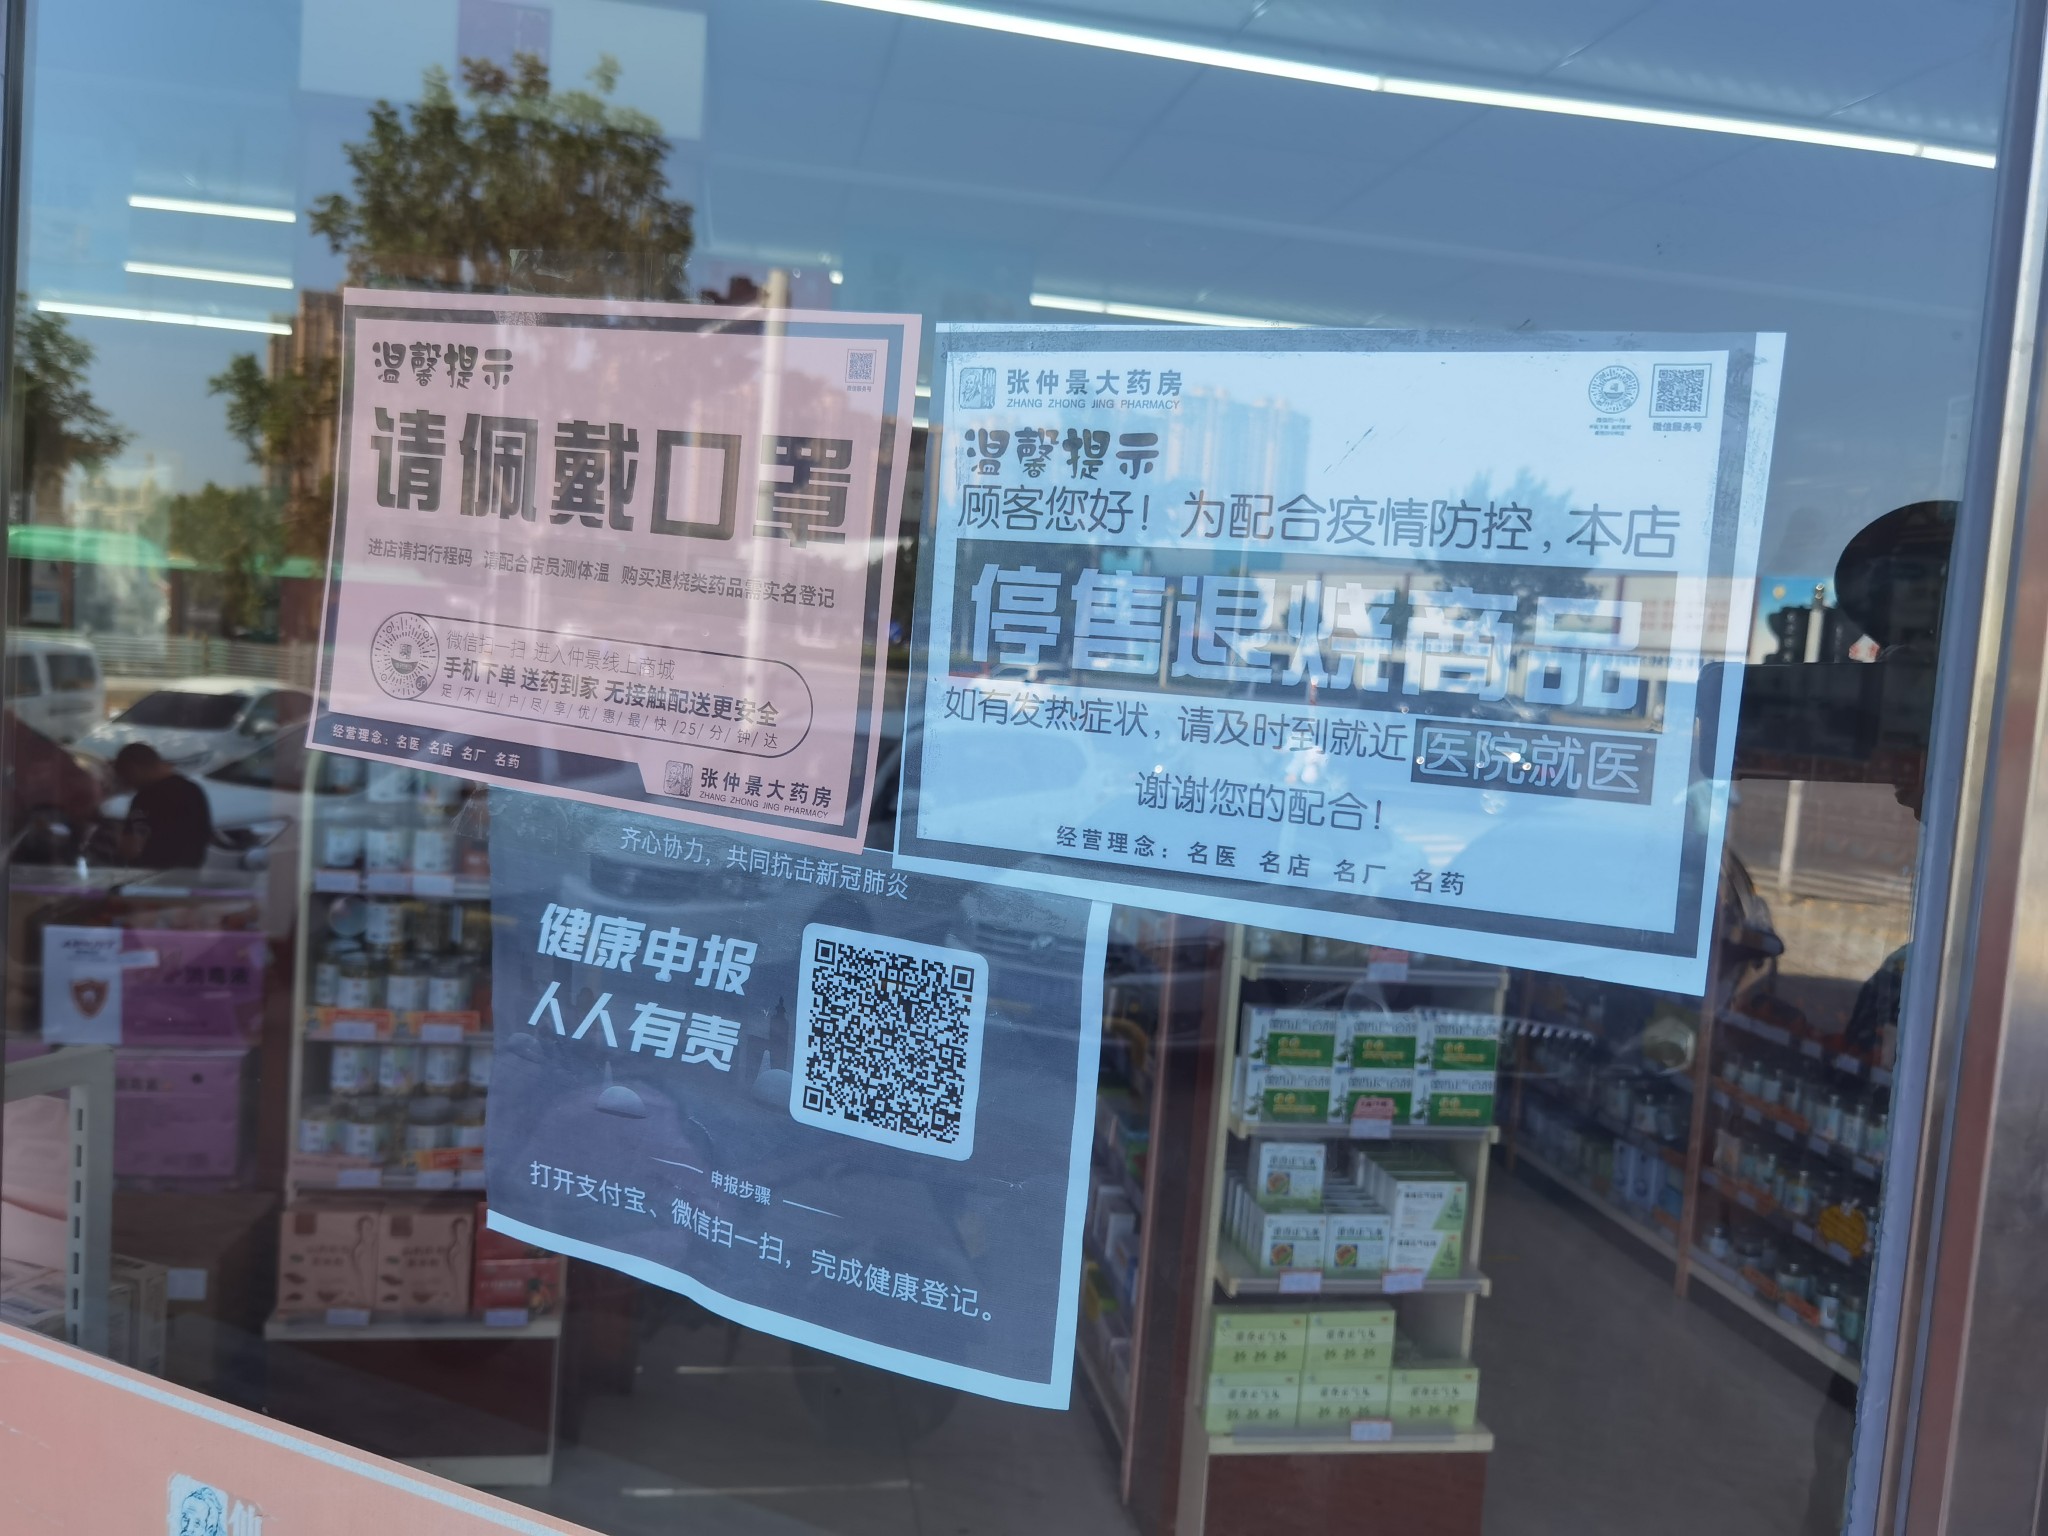 温馨提示
微信服务号
请佩戴口罩
进店请扫行程码 请配合店员测体温 购买退烧类药品需实名登记
微信扫一扫 进入仲景线上商城
手机下单 送药到家 无接触配送更安全
足/不/出/户/尽/享/优/惠/最/快/25/分/钟/达
经营理念：名医 名店 名厂 名药
张仲景大药房
ZHANG ZHONG JING PHARMACY
张仲景大药房
ZHANG ZHONG JING PHARMACY
微信服务号
温馨提示
顾客您好！为配合疫情防控，本店
停售退烧商品
如有发热症状，请及时到就近 医院就医
谢谢您的配合！
经营理念：名医 名店 名厂 名药
齐心协力，共同抗击新冠肺炎
健康申报
人人有责
申报步骤
打开支付宝、微信扫一扫，完成健康登记。
仙